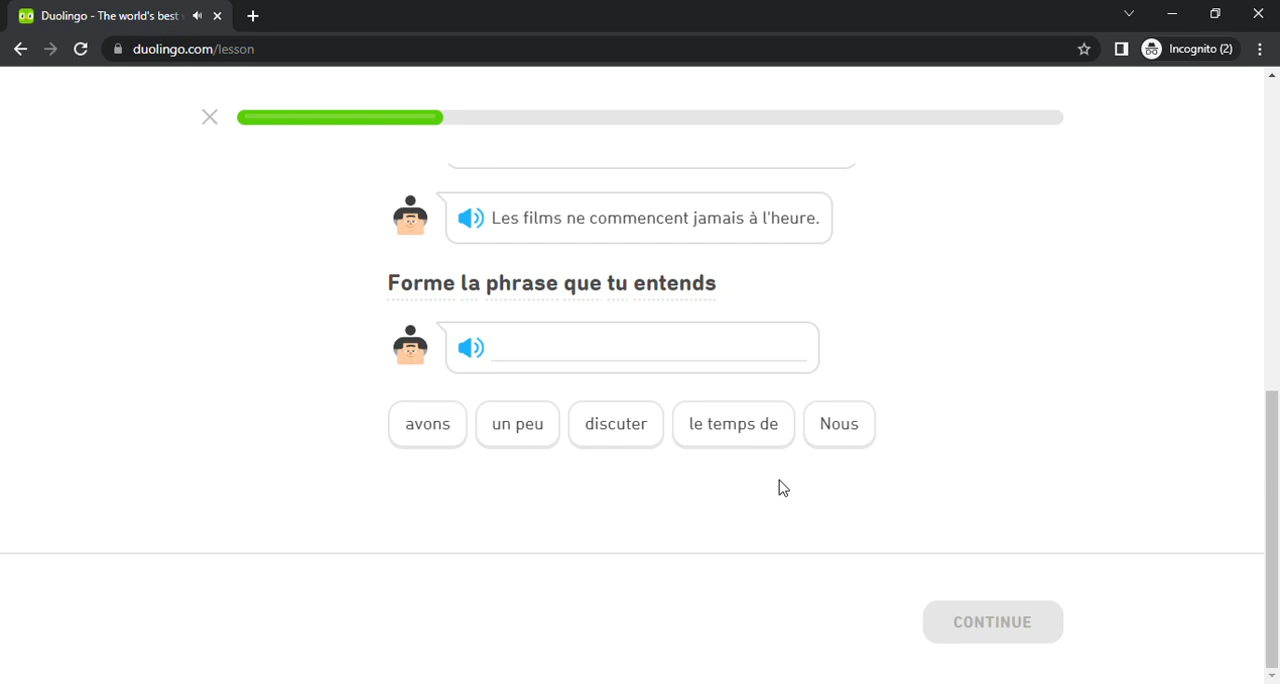 Duolingo - The world's best
duolingo.com/lesson
Incognito (2)
Les films ne commencent jamais à l'heure.
Forme la phrase que tu entends
avons un peu discuter le temps de Nous
CONTINUE